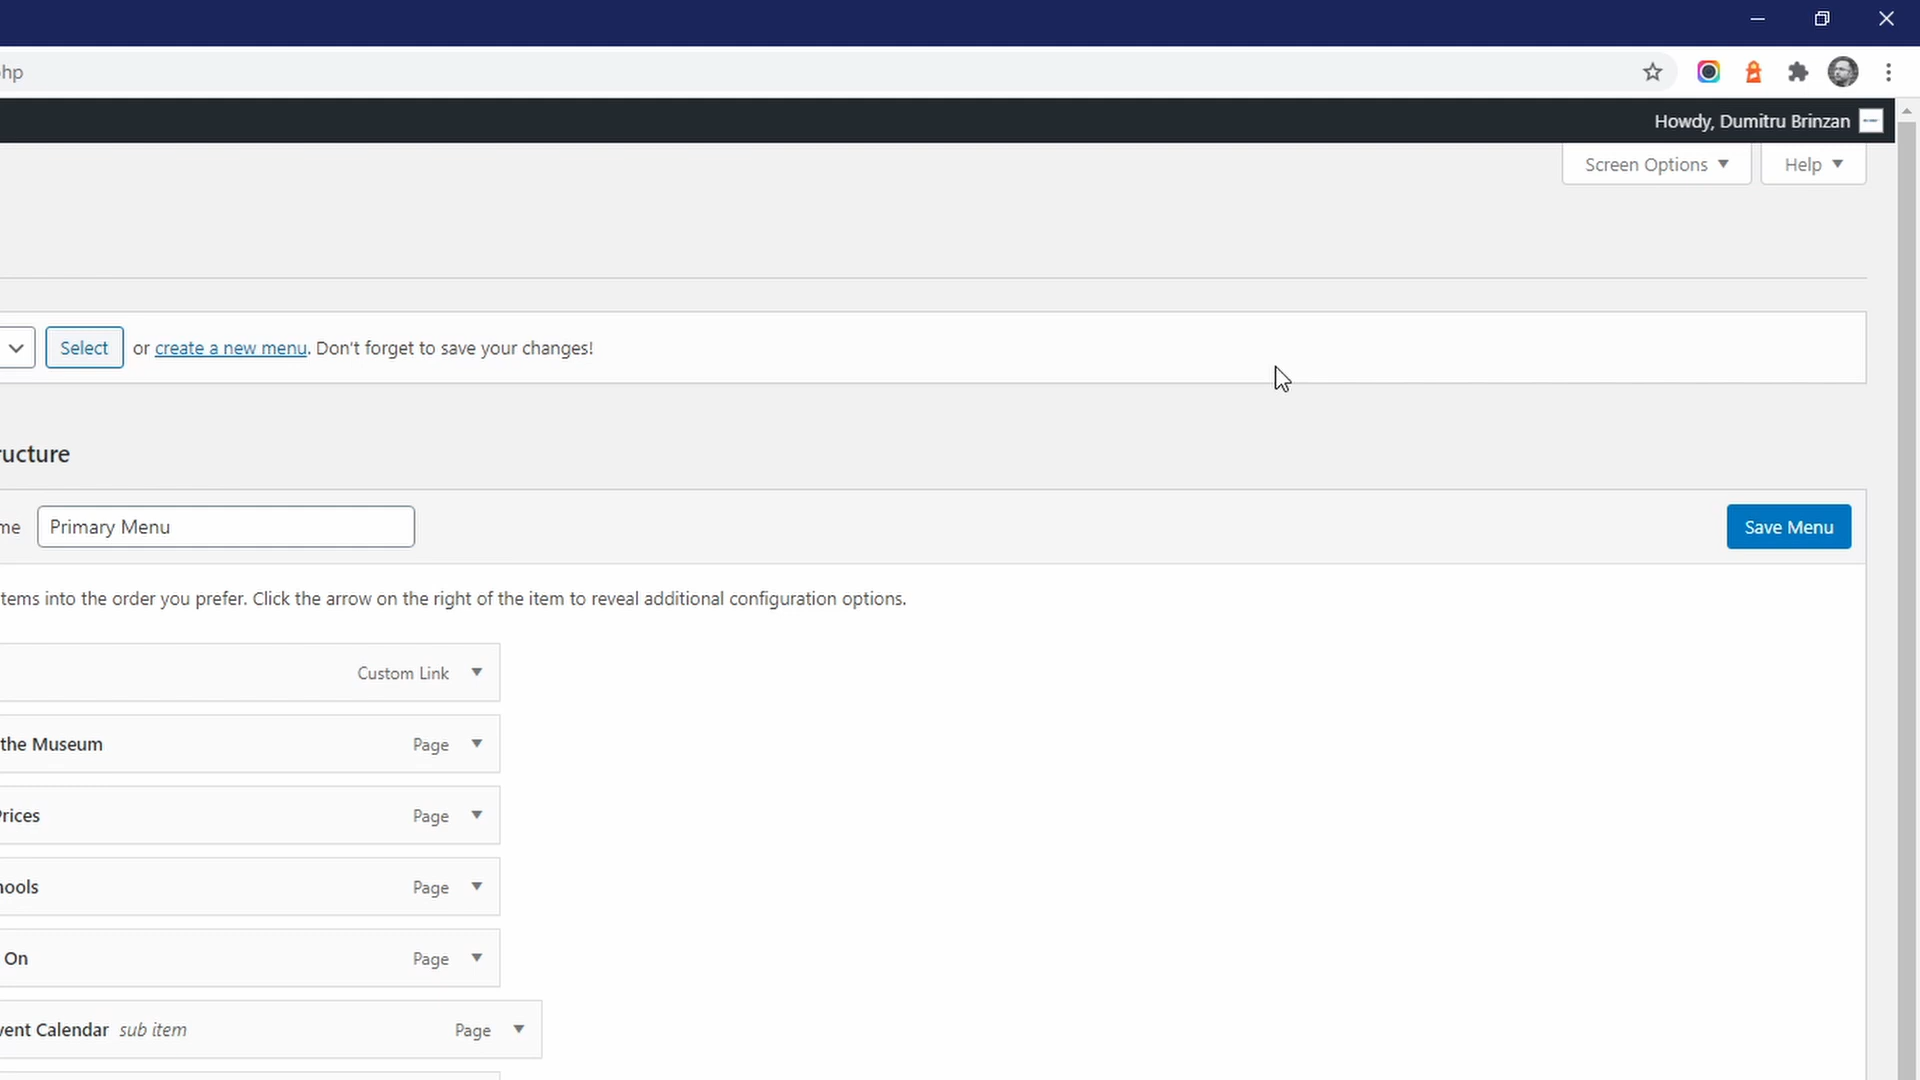 hp
Howdy, Dumitru Brinzan
Screen Options
Help
Select or create a new menu. Don't forget to save your changes!
ructure
me Primary Menu
Save Menu
tems into the order you prefer. Click the arrow on the right of the item to reveal additional configuration options.
Custom Link
the Museum Page
Prices Page
hools Page
On Page
vent Calendar sub item Page